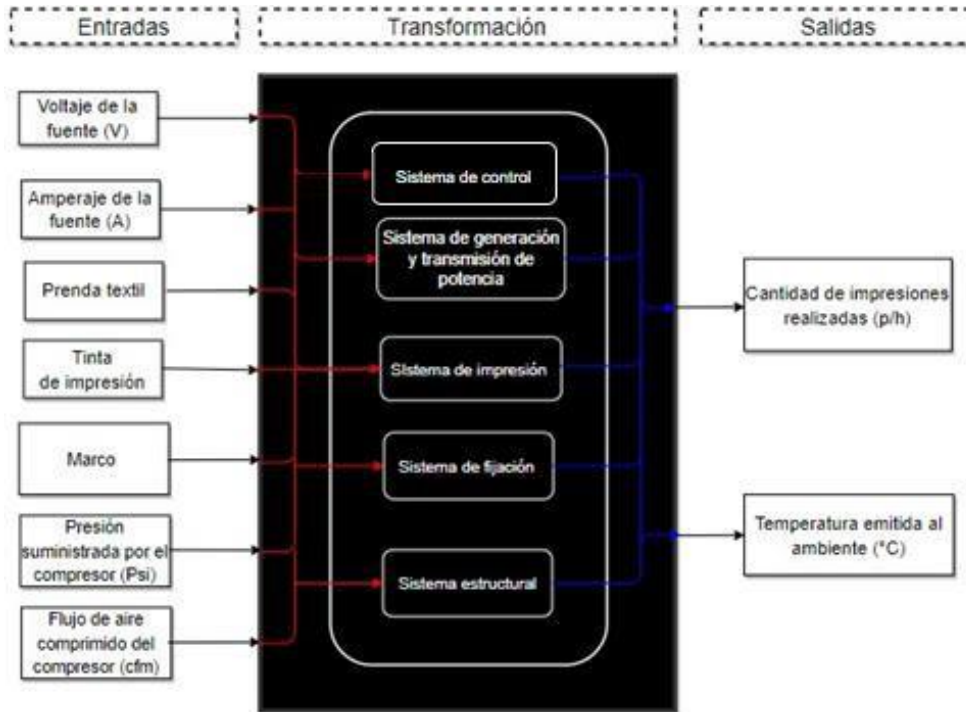 Entradas
Transformación
Salidas
Voltaje de la
fuente (V)
Amperaje de la
fuente (A)
Prenda textil
Tinta
de impresión
Marco
Presión
suministrada por el
compresor (Psi)
Flujo de aire
comprimido del
compresor (cfm)
Sistema de control
Sistema de generación
y transmisión de
potencia
SIstema de impresión
Sistema de fijación
Sistema estructural
Cantidad de impresiones
realizadas (p/h)
Temperatura emitida al
ambiente (°C)